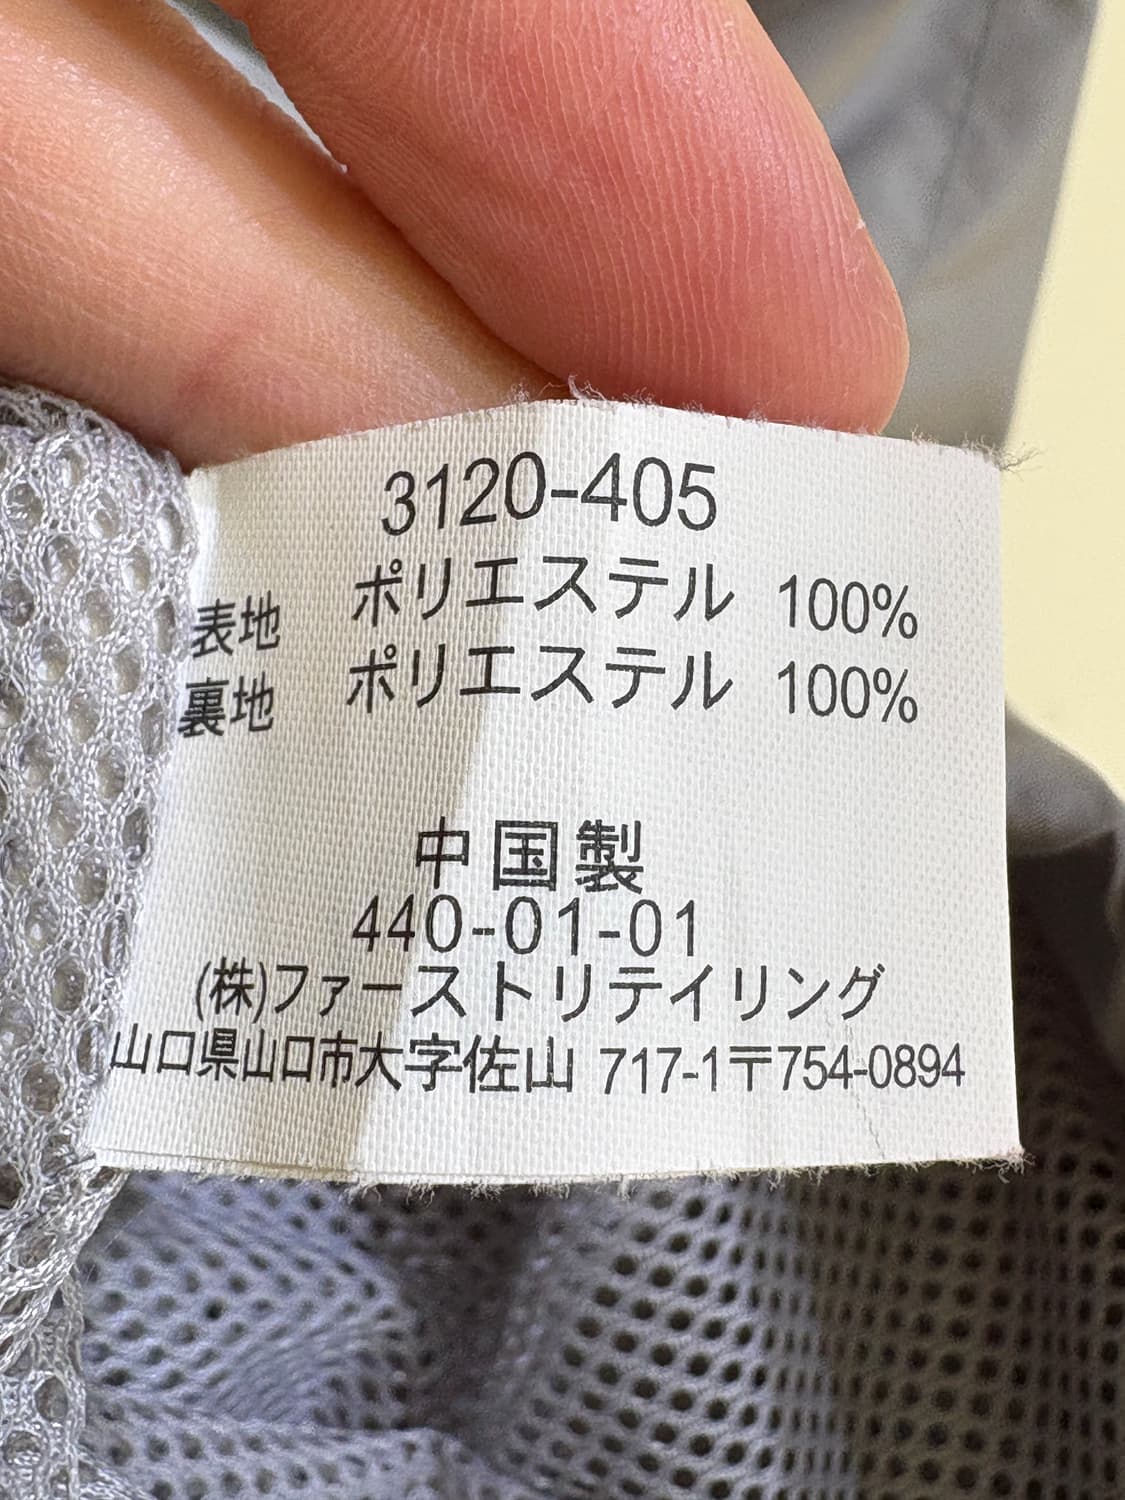 3120-405
表地 ポリエステル 100%
裏地 ポリエステル 100%
中国製
440-01-01
(株)ファーストリテイリング
山口県山口市大字佐山 717-1〒754-0894